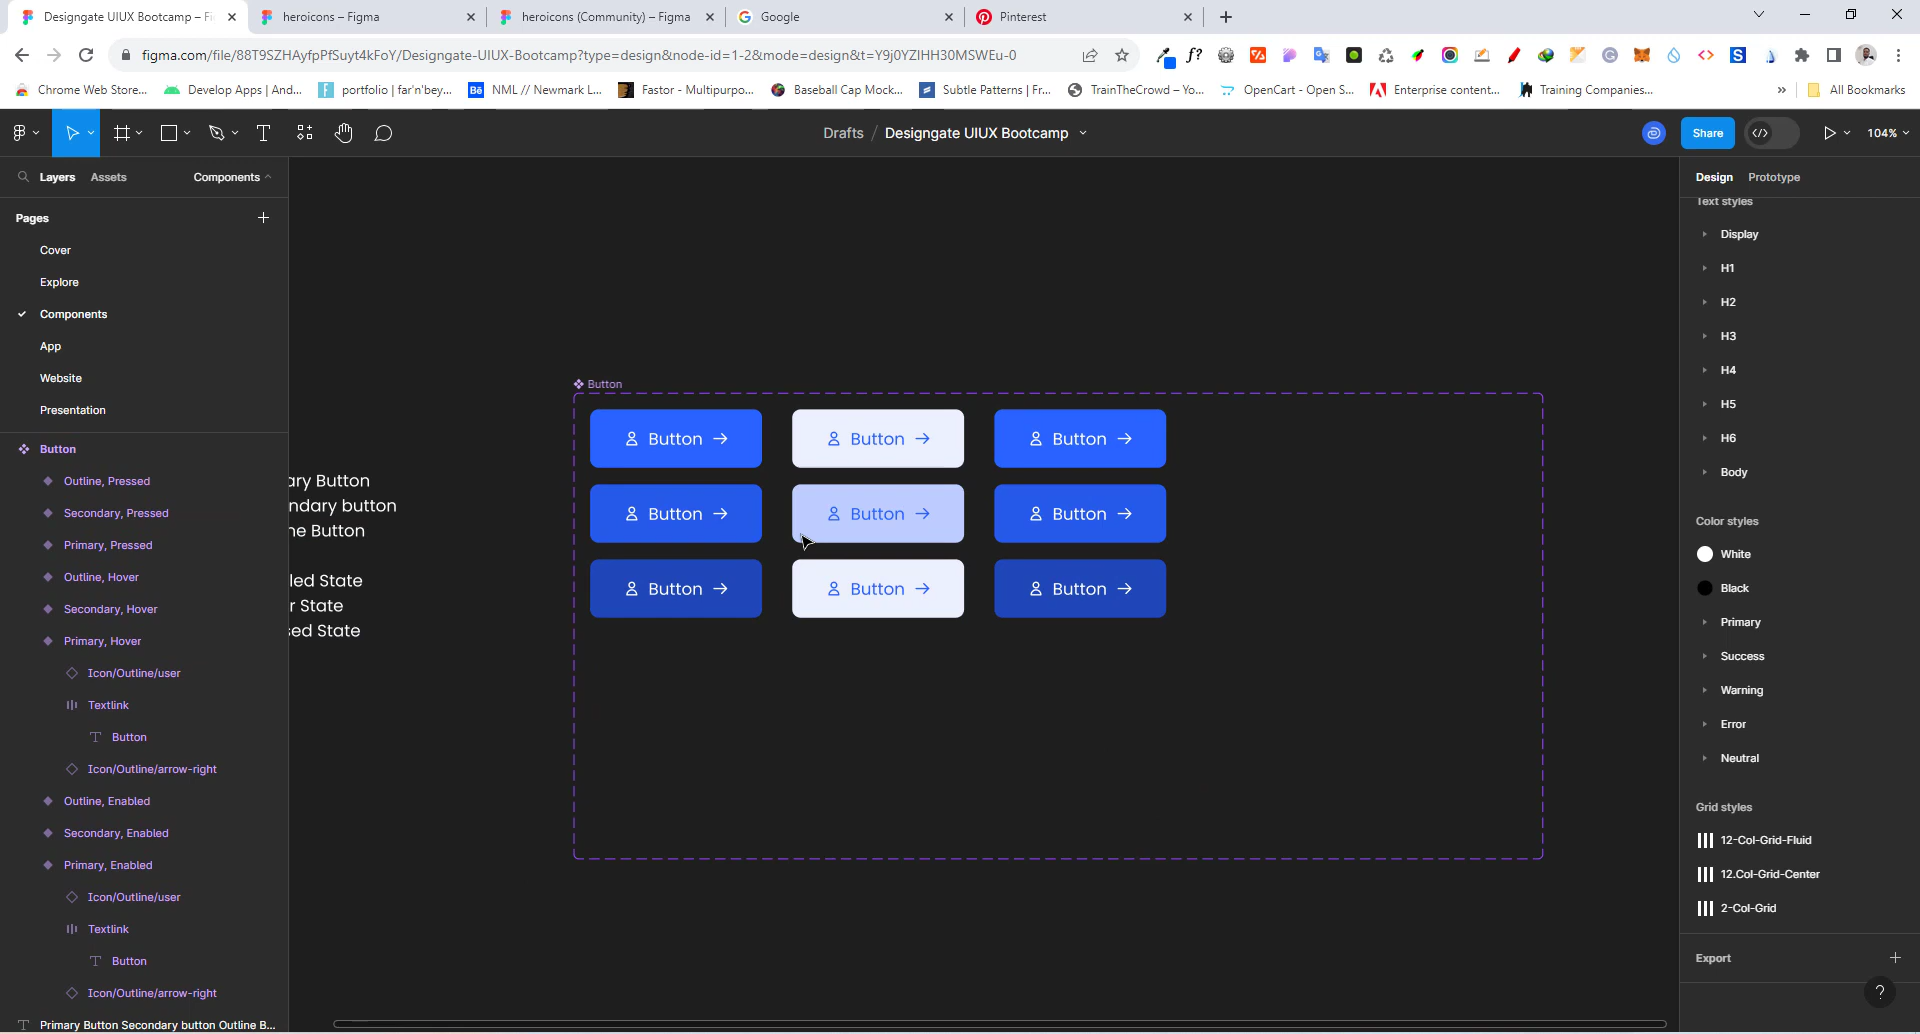 Designgate UIUX Bootcamp – Fi
heroicons – Figma
heroicons (Community) – Figma
Google
Pinterest
figma.com/file/88T9SZHAyfpPfSuyt4kFoY/Designgate-UIUX-Bootcamp?type=design&node-id=1-2&mode=design&t=Y9j0YZIHH30MSWEu-0
Chrome Web Store...
Develop Apps | And...
portfolio | far'n'bey...
NML // Newmark L...
Fastor - Multipurpo...
Baseball Cap Mock...
Subtle Patterns | Fr...
TrainTheCrowd – Yo...
OpenCart - Open S...
Enterprise content...
Training Companies...
»
All Bookmarks
Drafts / Designgate UIUX Bootcamp
Share
104%
Layers
Assets
Components
Design
Prototype
Pages
Cover
Explore
Components
App
Website
Presentation
Button
Outline, Pressed
Secondary, Pressed
Primary, Pressed
Outline, Hover
Secondary, Hover
Primary, Hover
Icon/Outline/user
Textlink
Button
Icon/Outline/arrow-right
Outline, Enabled
Secondary, Enabled
Primary, Enabled
Icon/Outline/user
Textlink
Button
Icon/Outline/arrow-right
Primary Button Secondary button Outline B...
ary Button
ndary button
ne Button
led State
r State
sed State
Button
Button
Button
Button
Button
Button
Button
Button
Button
Button
Text styles
Display
H1
H2
H3
H4
H5
H6
Body
Color styles
White
Black
Primary
Success
Warning
Error
Neutral
Grid styles
12-Col-Grid-Fluid
12.Col-Grid-Center
2-Col-Grid
Export
?